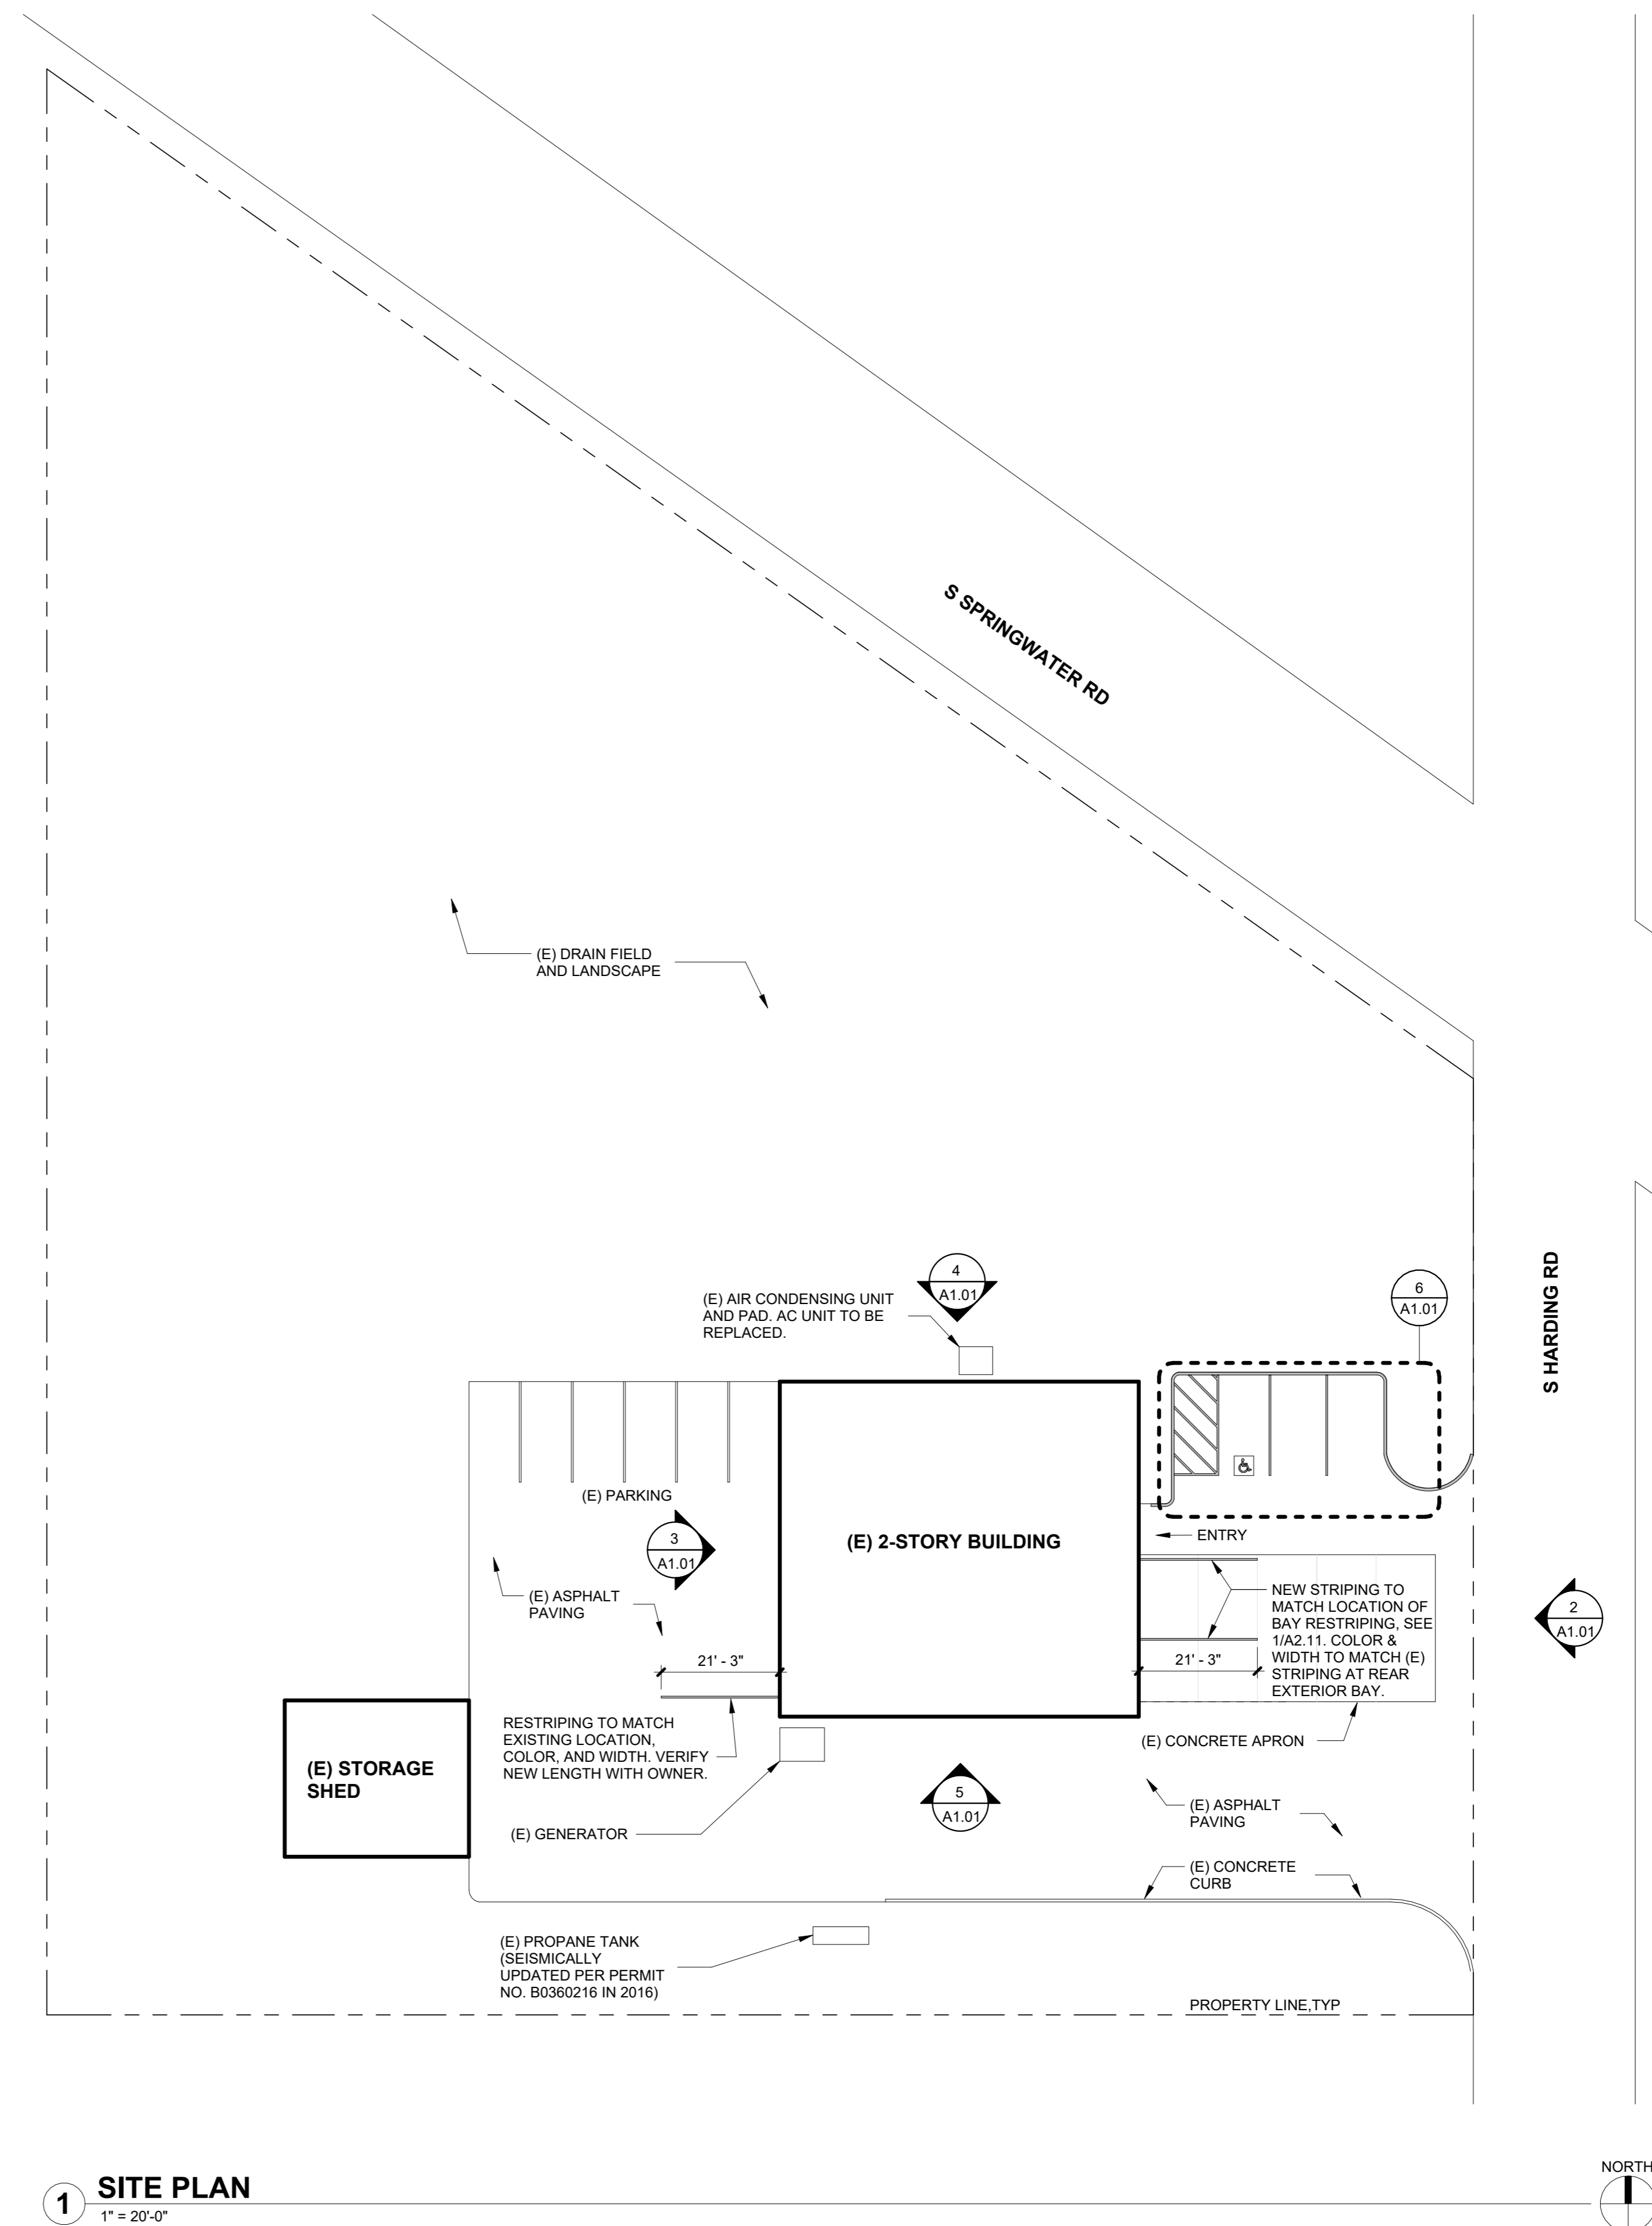 S SPRINGWATER RD
(E) DRAIN FIELD
AND LANDSCAPE
S HARDING RD
4
A1.01
6
A1.01
(E) AIR CONDENSING UNIT
AND PAD. AC UNIT TO BE
REPLACED.
(E) PARKING
3
A1.01
(E) 2-STORY BUILDING
ENTRY
(E) ASPHALT
PAVING
NEW STRIPING TO
MATCH LOCATION OF
BAY RESTRIPING, SEE
1/A2.11. COLOR &
WIDTH TO MATCH (E)
STRIPING AT REAR
EXTERIOR BAY.
2
A1.01
21' - 3"
21' - 3"
RESTRIPING TO MATCH
EXISTING LOCATION,
COLOR, AND WIDTH. VERIFY
NEW LENGTH WITH OWNER.
(E) CONCRETE APRON
(E) STORAGE
SHED
5
A1.01
(E) ASPHALT
PAVING
(E) GENERATOR
(E) CONCRETE
CURB
(E) PROPANE TANK
(SEISMICALLY
UPDATED PER PERMIT
NO. B0360216 IN 2016)
PROPERTY LINE,TYP
NORTH
1
SITE PLAN
1" = 20'-0"